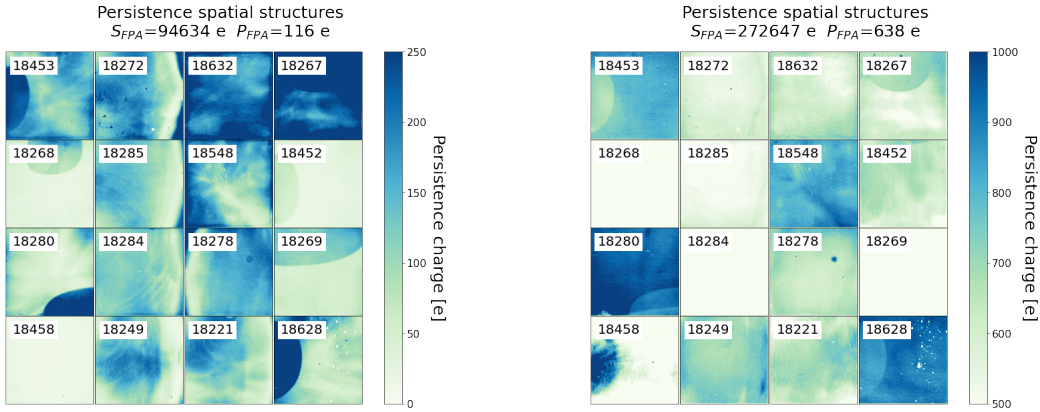 Persistence spatial structures
S_FPA=94634 e P_FPA=116 e
18453 18272 18632 18267
18268 18285 18548 18452
18280 18284 18278 18269
18458 18249 18221 18628
250
200
150
100
50
0
Persistence charge [e]
Persistence spatial structures
S_FPA=272647 e P_FPA=638 e
18453 18272 18632 18267
18268 18285 18548 18452
18280 18284 18278 18269
18458 18249 18221 18628
1000
900
800
700
600
500
Persistence charge [e]